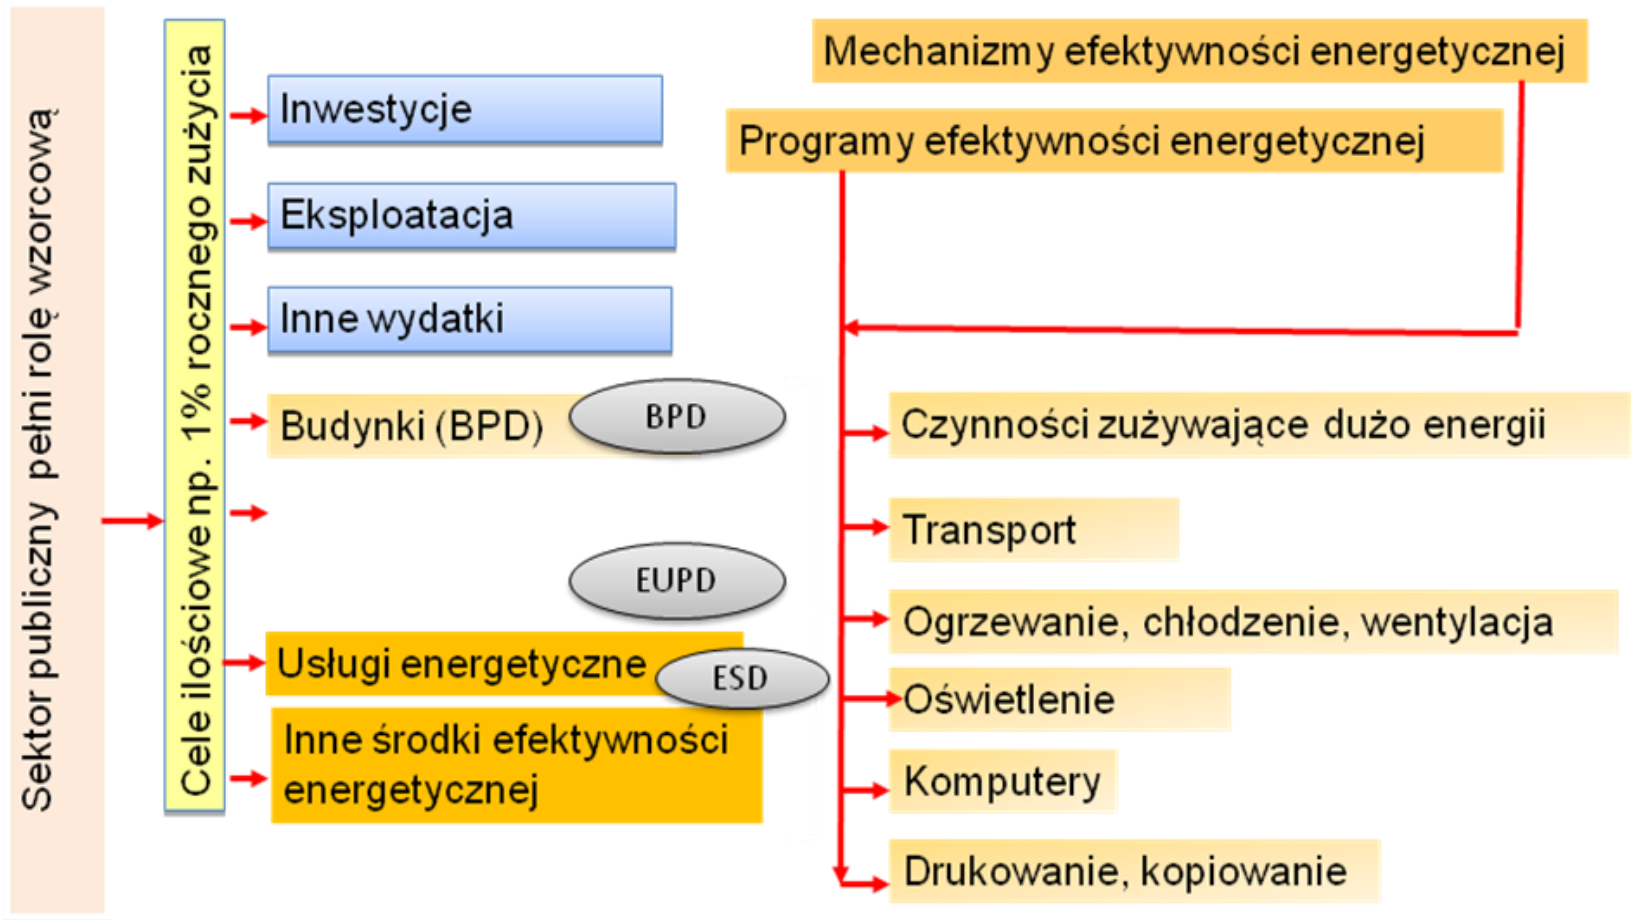 Sektor publiczny pełni rolę wzorcową
Cele ilościowe np. 1% rocznego zużycia
Inwestycje
Eksploatacja
Inne wydatki
Budynki (BPD)
BPD
EUPD
Usługi energetyczne
ESD
Inne środki efektywności
energetycznej
Mechanizmy efektywności energetycznej
Programy efektywności energetycznej
Czynności zużywające dużo energii
Transport
Ogrzewanie, chłodzenie, wentylacja
Oświetlenie
Komputery
Drukowanie, kopiowanie